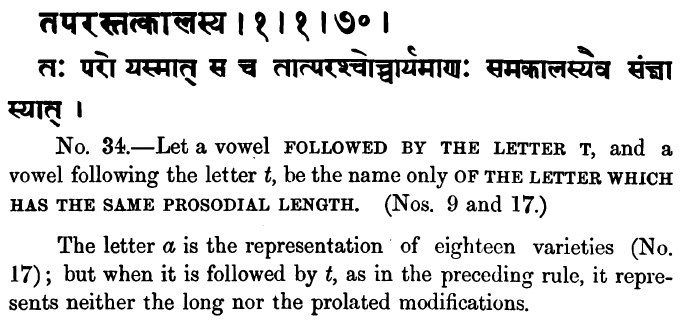 तपरस्तत्कालस्य । १ । १ । ७० ।
तः परो यस्मात् स च तात्परश्चोच्चार्यमाणः समकालस्यैव संज्ञा
स्यात् ।
No. 34.—Let a vowel FOLLOWED BY THE LETTER T, and a
vowel following the letter t, be the name only OF THE LETTER WHICH
HAS THE SAME PROSODIAL LENGTH. (Nos. 9 and 17.)
The letter a is the representation of eighteen varieties (No.
17); but when it is followed by t, as in the preceding rule, it repre-
sents neither the long nor the prolated modifications.